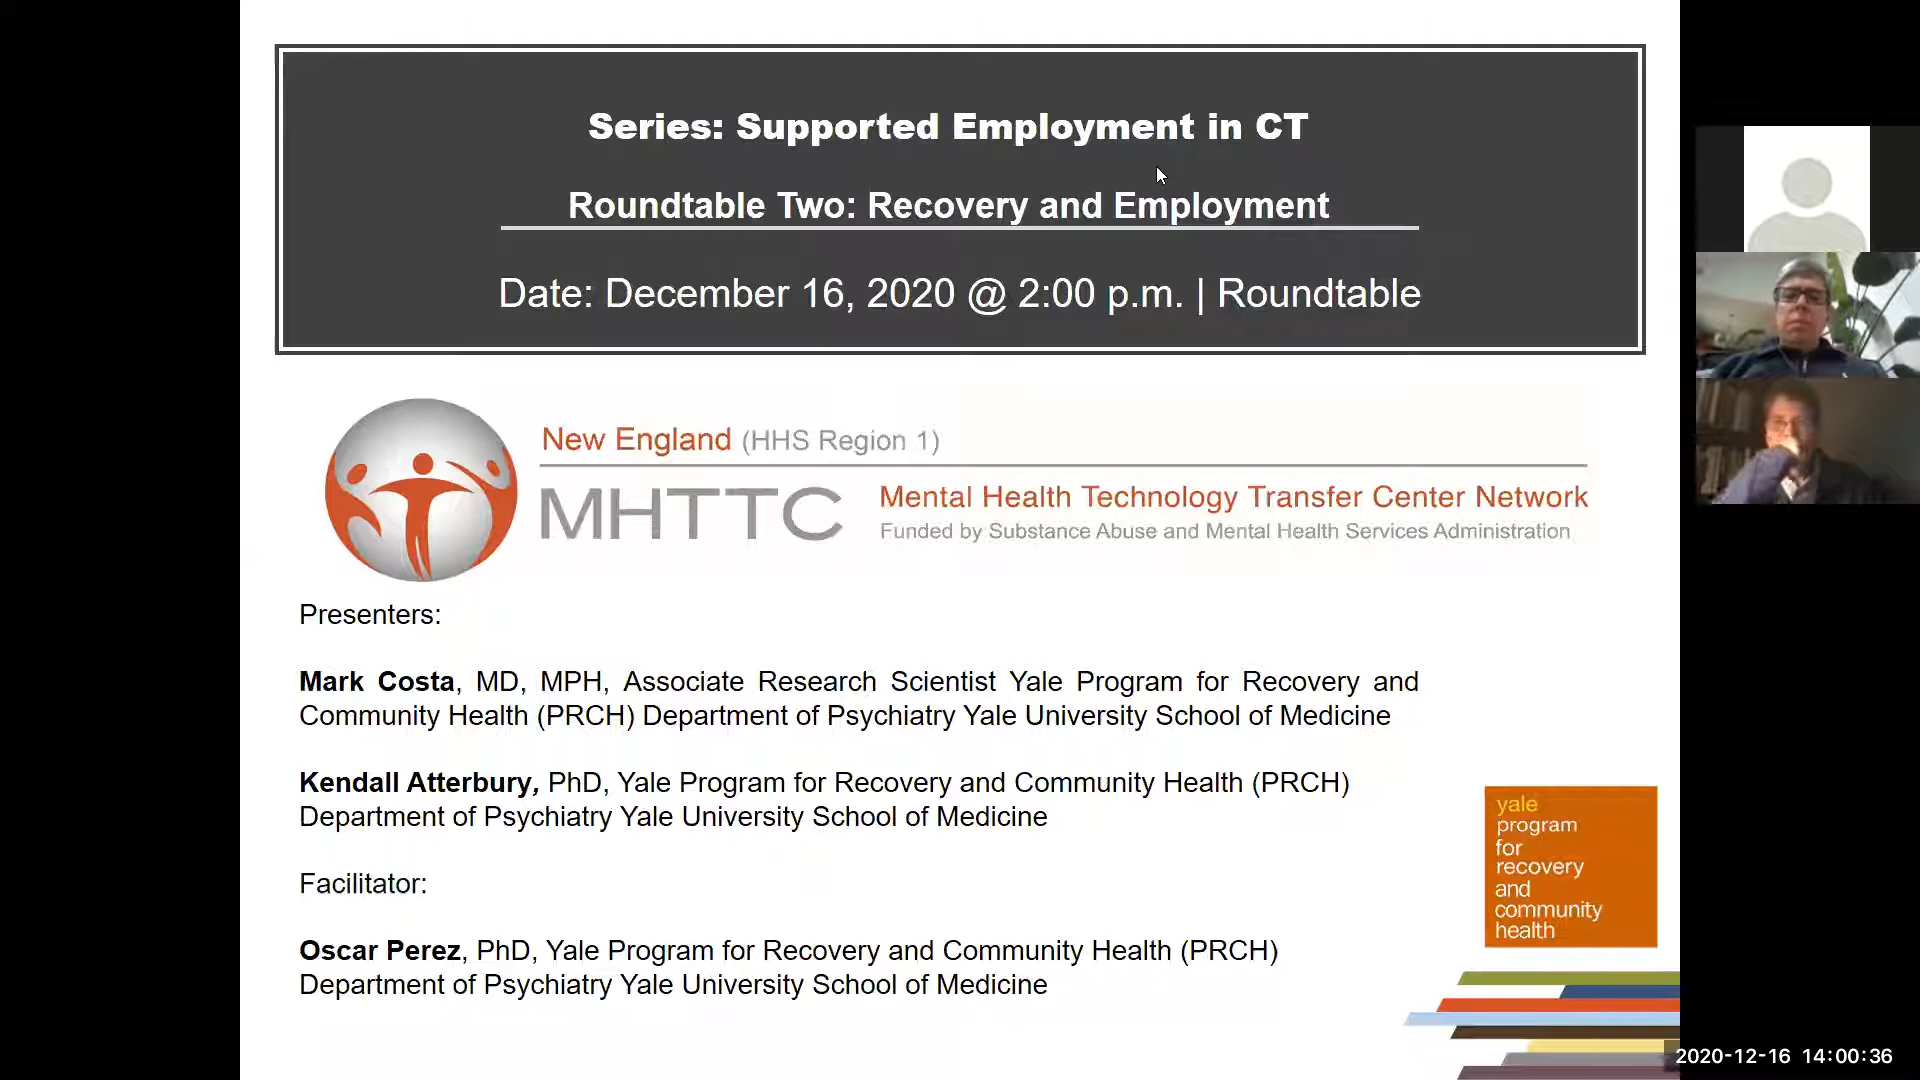 Series: Supported Employment in CT
Roundtable Two: Recovery and Employment
Date: December 16, 2020 @ 2:00 p.m. | Roundtable
New England (HHS Region 1)
MHTTC
Mental Health Technology Transfer Center Network
Funded by Substance Abuse and Mental Health Services Administration
Presenters:
Mark Costa, MD, MPH, Associate Research Scientist Yale Program for Recovery and
Community Health (PRCH) Department of Psychiatry Yale University School of Medicine
Kendall Atterbury, PhD, Yale Program for Recovery and Community Health (PRCH)
Department of Psychiatry Yale University School of Medicine
Facilitator:
Oscar Perez, PhD, Yale Program for Recovery and Community Health (PRCH)
Department of Psychiatry Yale University School of Medicine
yale
program
for
recovery
and
community
health
2020-12-16 14:00:36